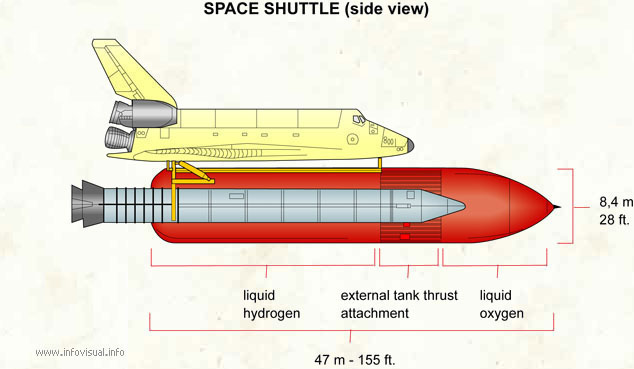 SPACE SHUTTLE (side view)
8,4 m
28 ft.
liquid
hydrogen
external tank thrust
attachment
liquid
oxygen
47 m - 155 ft.
www.infovisual.info